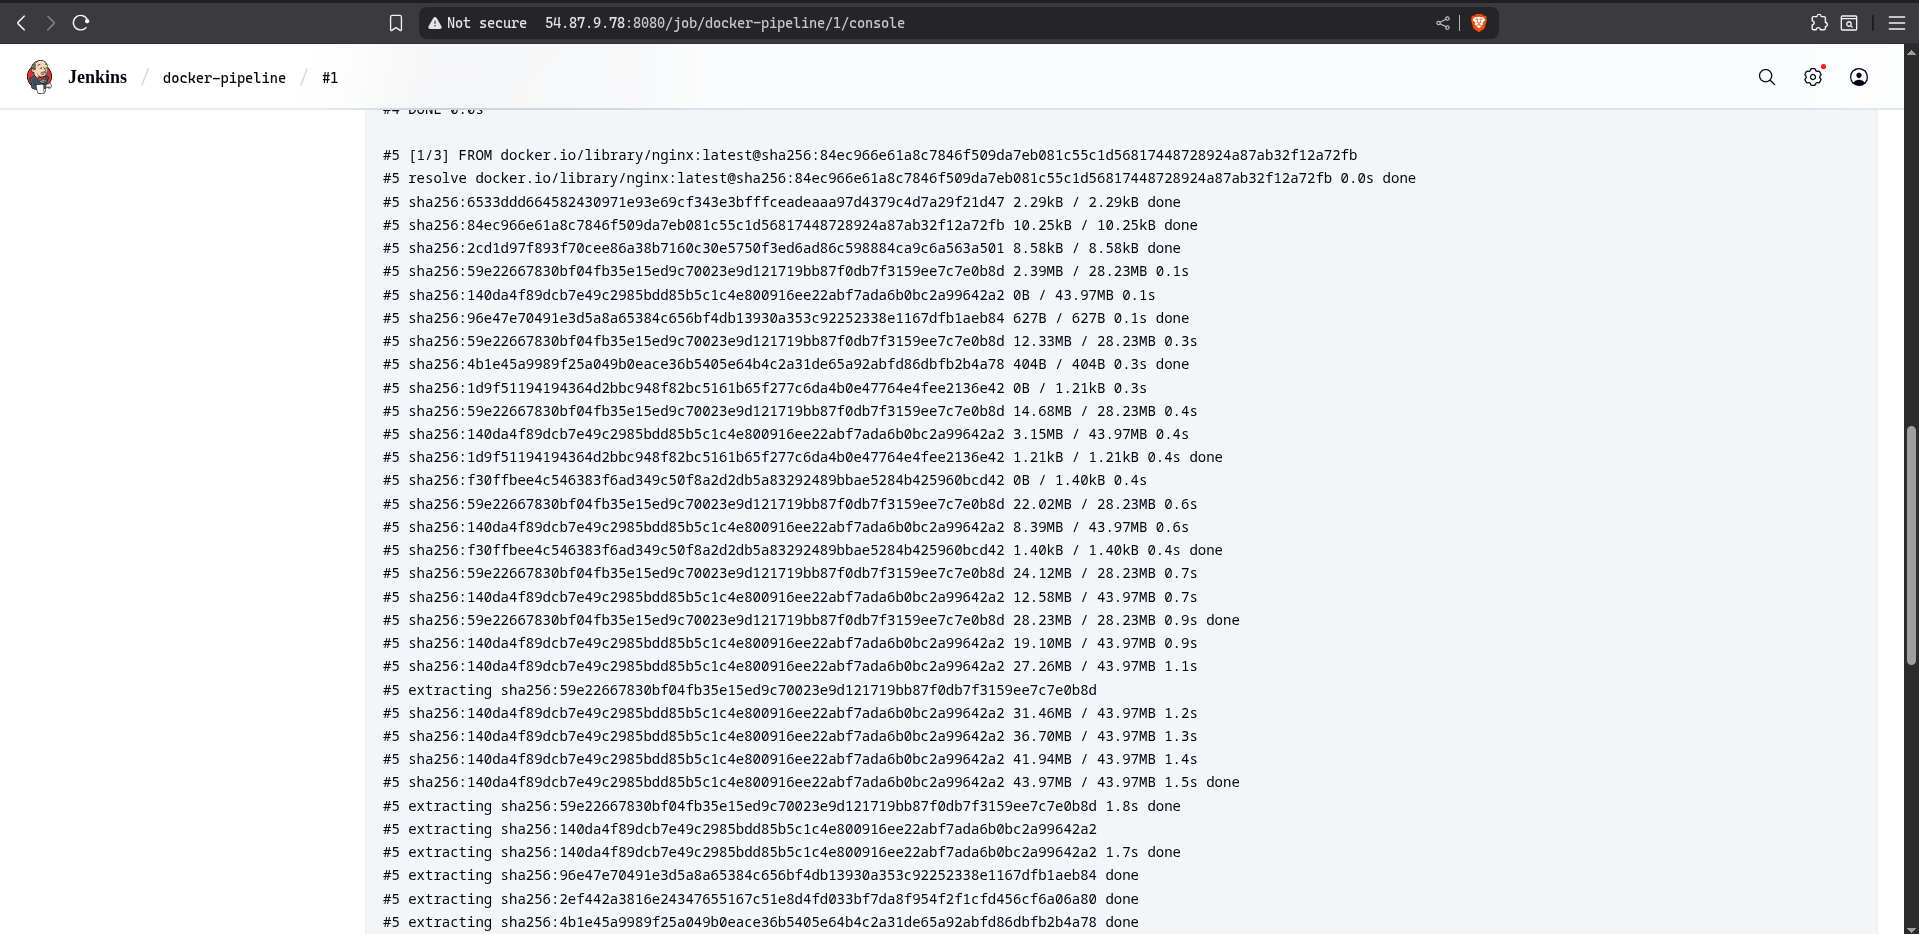 Not secure 54.87.9.78:8080/job/docker-pipeline/1/console
Jenkins / docker-pipeline / #1
#4 DONE 0.0s
#5 [1/3] FROM docker.io/library/nginx:latest@sha256:84ec966e61a8c7846f509da7eb081c55c1d56817448728924a87ab32f12a72fb
#5 resolve docker.io/library/nginx:latest@sha256:84ec966e61a8c7846f509da7eb081c55c1d56817448728924a87ab32f12a72fb 0.0s done
#5 sha256:6533ddd664582430971e93e69cf343e3bfffceadeaaa97d4379c4d7a29f21d47 2.29kB / 2.29kB done
#5 sha256:84ec966e61a8c7846f509da7eb081c55c1d56817448728924a87ab32f12a72fb 10.25kB / 10.25kB done
#5 sha256:2cd1d97f893f70cee86a38b7160c30e5750f3ed6ad86c598884ca9c6a563a501 8.58kB / 8.58kB done
#5 sha256:59e22667830bf04fb35e15ed9c70023e9d121719bb87f0db7f3159ee7c7e0b8d 2.39MB / 28.23MB 0.1s
#5 sha256:140da4f89dcb7e49c2985bdd85b5c1c4e800916ee22abf7ada6b0bc2a99642a2 0B / 43.97MB 0.1s
#5 sha256:96e47e70491e3d5a8a65384c656bf4db13930a353c92252338e1167dfb1aeb84 627B / 627B 0.1s done
#5 sha256:59e22667830bf04fb35e15ed9c70023e9d121719bb87f0db7f3159ee7c7e0b8d 12.33MB / 28.23MB 0.3s
#5 sha256:4b1e45a9989f25a049b0eace36b5405e64b4c2a31de65a92abfd86dbfb2b4a78 404B / 404B 0.3s done
#5 sha256:1d9f51194194364d2bbc948f82bc5161b65f277c6da4b0e47764e4fee2136e42 0B / 1.21kB 0.3s
#5 sha256:59e22667830bf04fb35e15ed9c70023e9d121719bb87f0db7f3159ee7c7e0b8d 14.68MB / 28.23MB 0.4s
#5 sha256:140da4f89dcb7e49c2985bdd85b5c1c4e800916ee22abf7ada6b0bc2a99642a2 3.15MB / 43.97MB 0.4s
#5 sha256:1d9f51194194364d2bbc948f82bc5161b65f277c6da4b0e47764e4fee2136e42 1.21kB / 1.21kB 0.4s done
#5 sha256:f30ffbee4c546383f6ad349c50f8a2d2db5a83292489bbae5284b425960bcd42 0B / 1.40kB 0.4s
#5 sha256:59e22667830bf04fb35e15ed9c70023e9d121719bb87f0db7f3159ee7c7e0b8d 22.02MB / 28.23MB 0.6s
#5 sha256:140da4f89dcb7e49c2985bdd85b5c1c4e800916ee22abf7ada6b0bc2a99642a2 8.39MB / 43.97MB 0.6s
#5 sha256:f30ffbee4c546383f6ad349c50f8a2d2db5a83292489bbae5284b425960bcd42 1.40kB / 1.40kB 0.4s done
#5 sha256:59e22667830bf04fb35e15ed9c70023e9d121719bb87f0db7f3159ee7c7e0b8d 24.12MB / 28.23MB 0.7s
#5 sha256:140da4f89dcb7e49c2985bdd85b5c1c4e800916ee22abf7ada6b0bc2a99642a2 12.58MB / 43.97MB 0.7s
#5 sha256:59e22667830bf04fb35e15ed9c70023e9d121719bb87f0db7f3159ee7c7e0b8d 28.23MB / 28.23MB 0.9s done
#5 sha256:140da4f89dcb7e49c2985bdd85b5c1c4e800916ee22abf7ada6b0bc2a99642a2 19.10MB / 43.97MB 0.9s
#5 sha256:140da4f89dcb7e49c2985bdd85b5c1c4e800916ee22abf7ada6b0bc2a99642a2 27.26MB / 43.97MB 1.1s
#5 extracting sha256:59e22667830bf04fb35e15ed9c70023e9d121719bb87f0db7f3159ee7c7e0b8d
#5 sha256:140da4f89dcb7e49c2985bdd85b5c1c4e800916ee22abf7ada6b0bc2a99642a2 31.46MB / 43.97MB 1.2s
#5 sha256:140da4f89dcb7e49c2985bdd85b5c1c4e800916ee22abf7ada6b0bc2a99642a2 36.70MB / 43.97MB 1.3s
#5 sha256:140da4f89dcb7e49c2985bdd85b5c1c4e800916ee22abf7ada6b0bc2a99642a2 41.94MB / 43.97MB 1.4s
#5 sha256:140da4f89dcb7e49c2985bdd85b5c1c4e800916ee22abf7ada6b0bc2a99642a2 43.97MB / 43.97MB 1.5s done
#5 extracting sha256:59e22667830bf04fb35e15ed9c70023e9d121719bb87f0db7f3159ee7c7e0b8d 1.8s done
#5 extracting sha256:140da4f89dcb7e49c2985bdd85b5c1c4e800916ee22abf7ada6b0bc2a99642a2
#5 extracting sha256:140da4f89dcb7e49c2985bdd85b5c1c4e800916ee22abf7ada6b0bc2a99642a2 1.7s done
#5 extracting sha256:96e47e70491e3d5a8a65384c656bf4db13930a353c92252338e1167dfb1aeb84 done
#5 extracting sha256:2ef442a3816e24347655167c51e8d4fd033bf7da8f954f2f1cfd456cf6a06a80 done
#5 extracting sha256:4b1e45a9989f25a049b0eace36b5405e64b4c2a31de65a92abfd86dbfb2b4a78 done